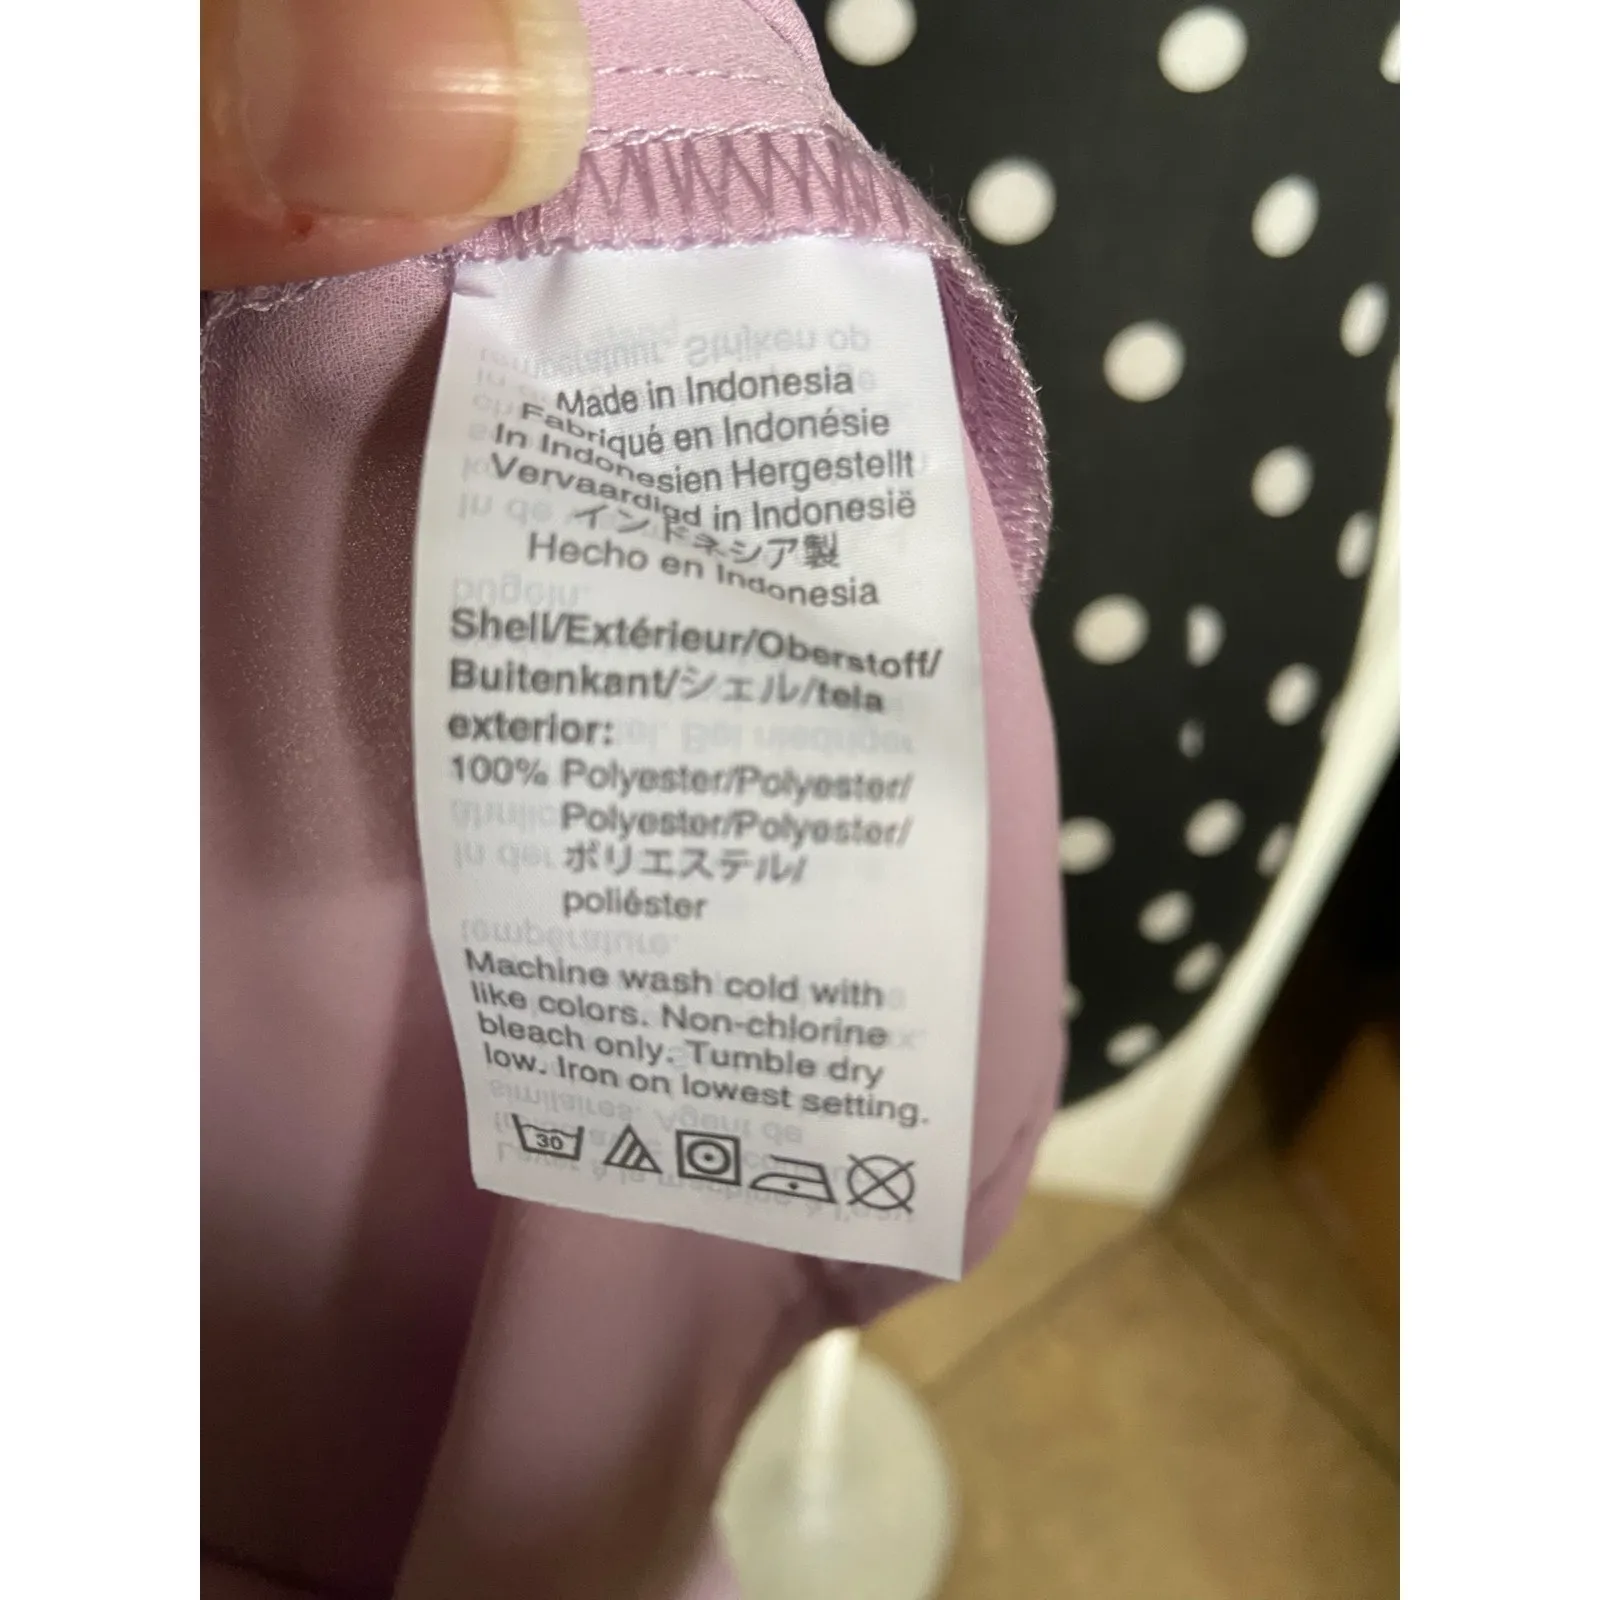 Made in Indonesia
Fabriqué en Indonésie
In Indonesien Hergestellt
Vervaardigd in Indonesië
インドネシア製
Hecho en Indonesia
Shell/Extérieur/Oberstoff/
Buitenkant/シェル/tela
exterior:
100% Polyester/Polyester/
Polyester/Polyester/
ポリエステル/
poliéster
Machine wash cold with
like colors. Non-chlorine
bleach only. Tumble dry
low. Iron on lowest setting.
30